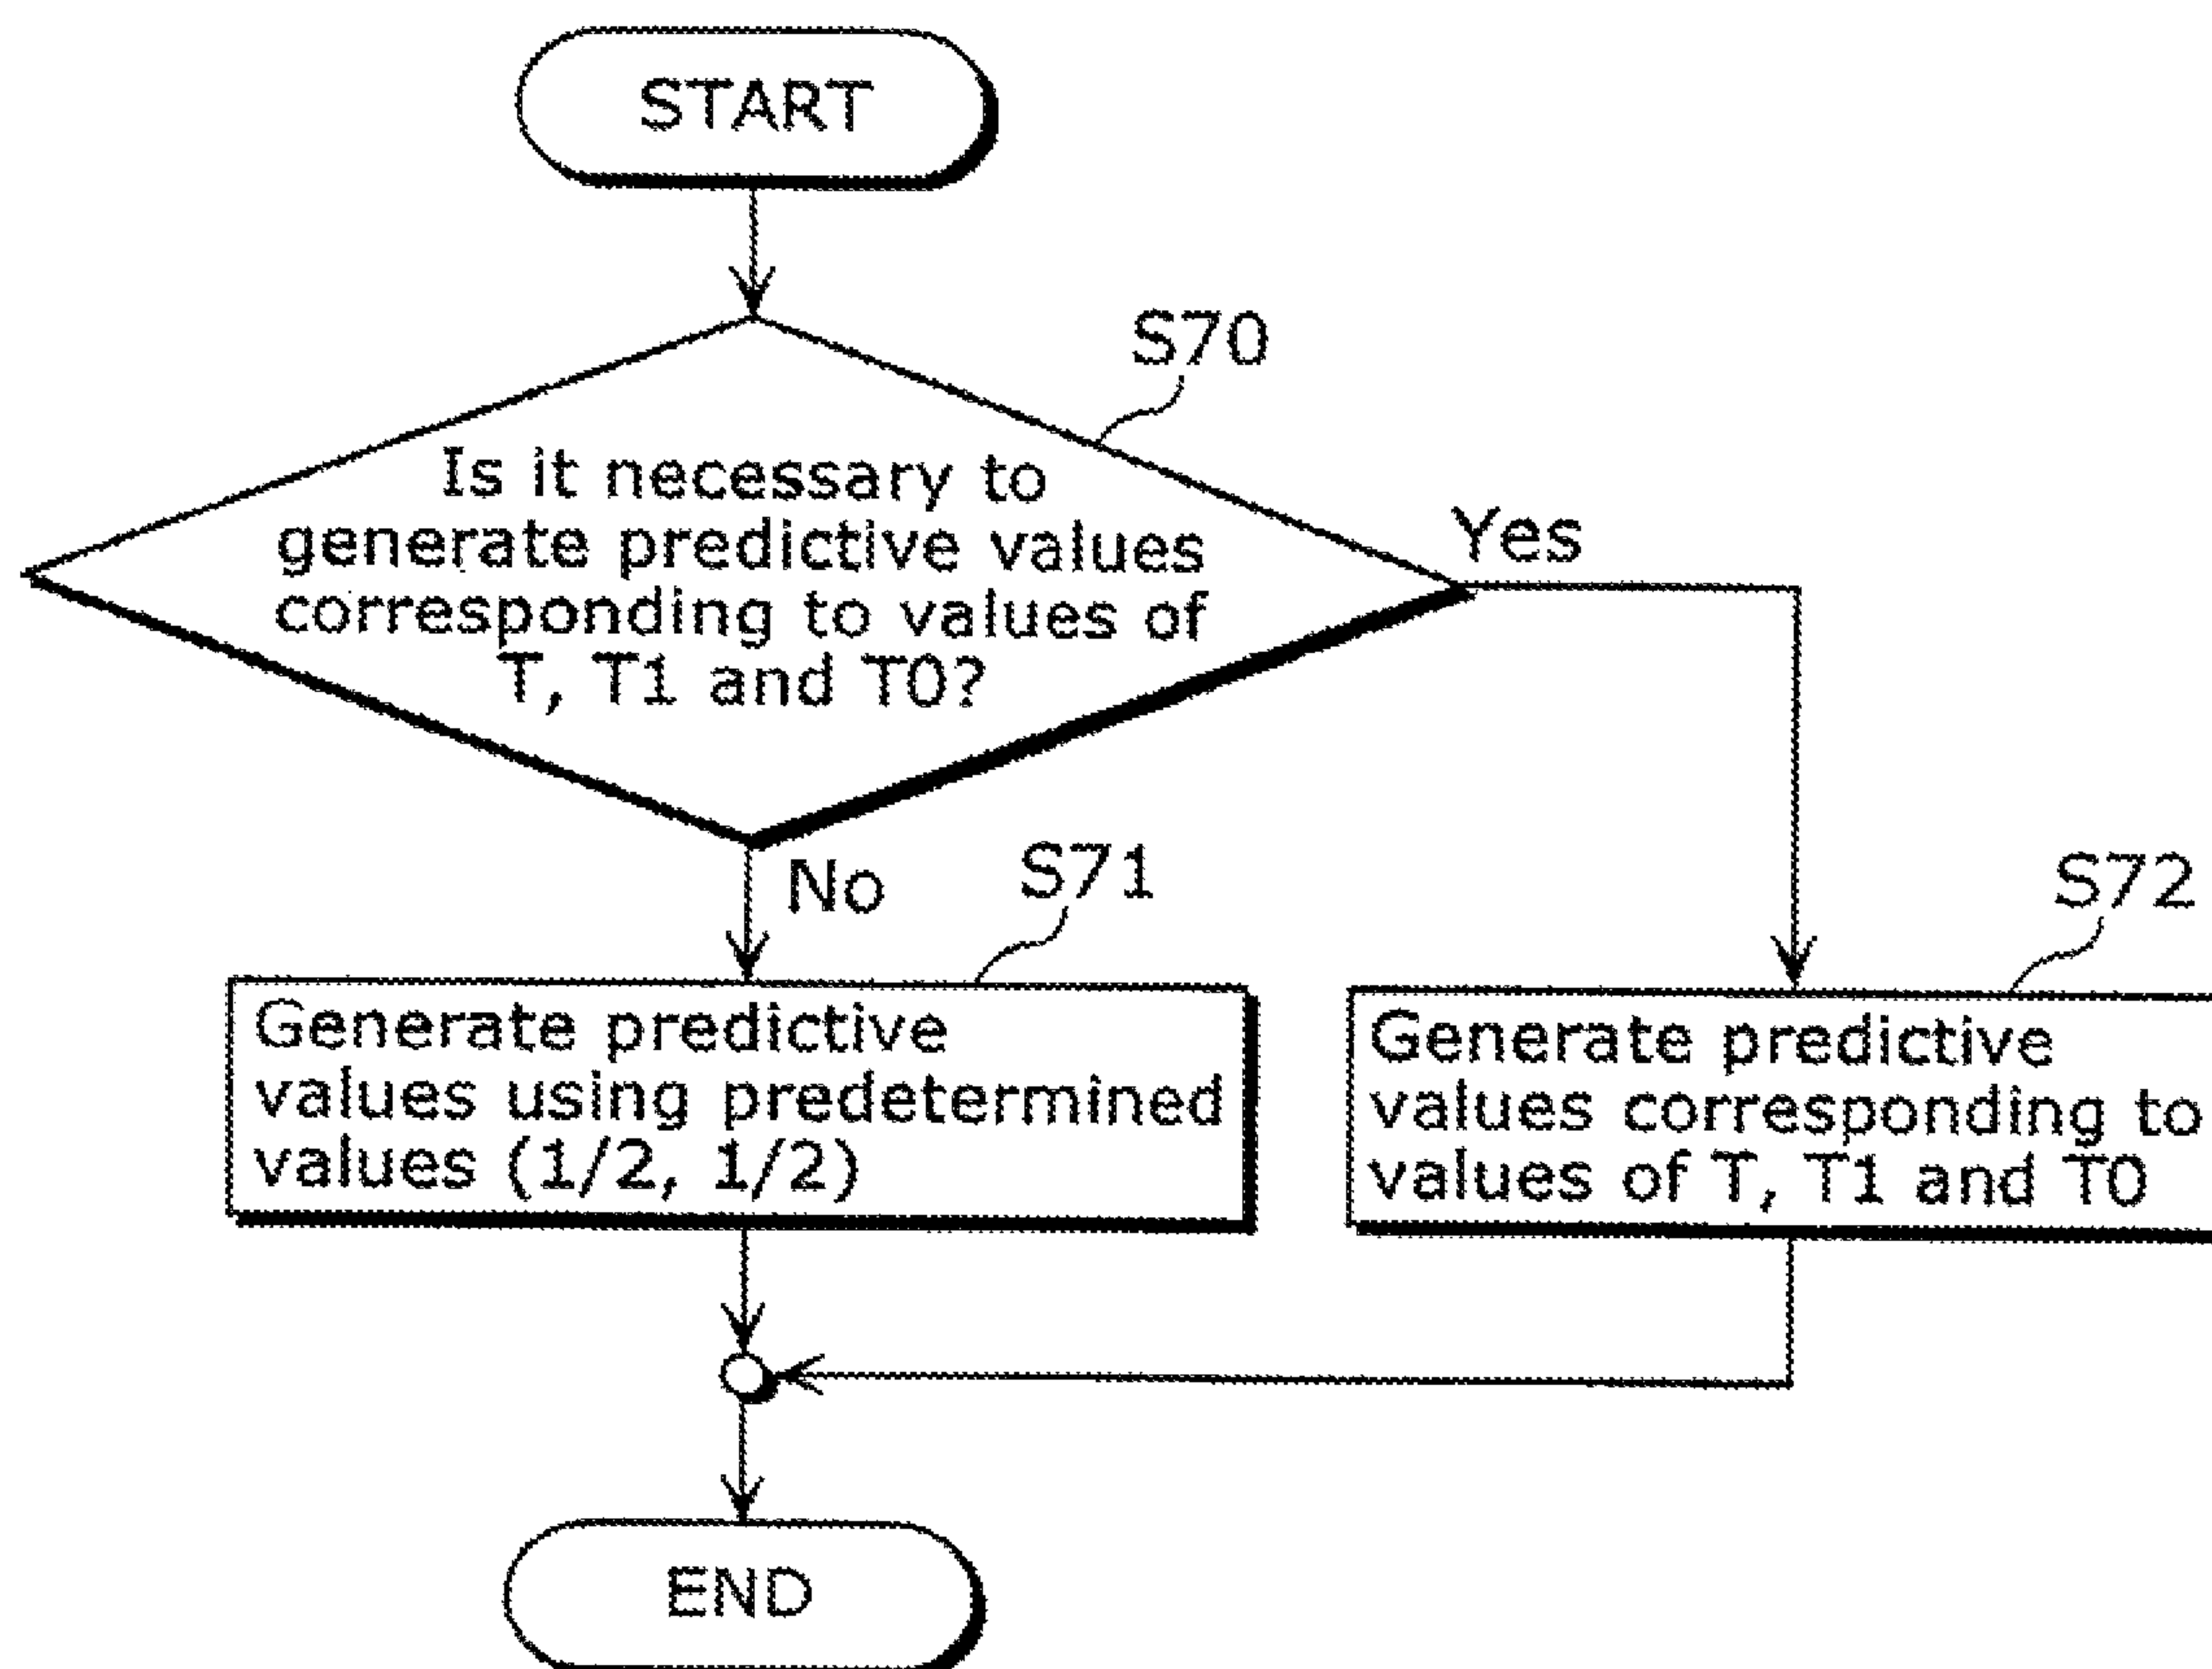 START
S70
Is it necessary to
generate predictive values
corresponding to values of
T, T1 and T0?
Yes
No
S71
S72
Generate predictive
values using predetermined
values (1/2, 1/2)
Generate predictive
values corresponding to
values of T, T1 and T0
END